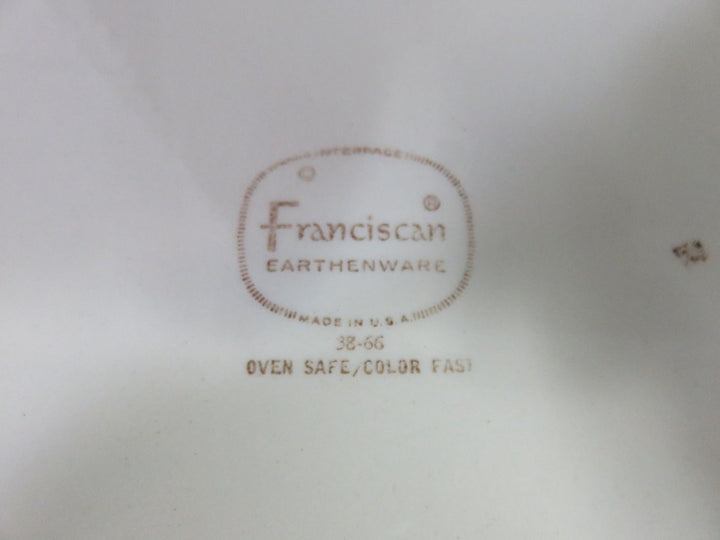 INTERPACE
©
®
Franciscan
EARTHENWARE
MADE IN U.S.A.
38-66
OVEN SAFE/COLOR FAST